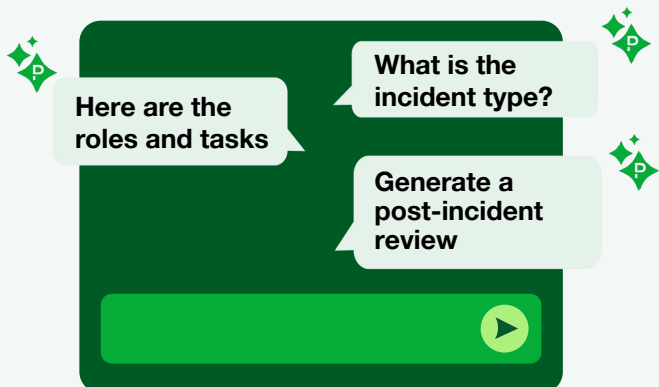 What is the
incident type?
Here are the
roles and tasks
Generate a
post-incident
review
P
P
P